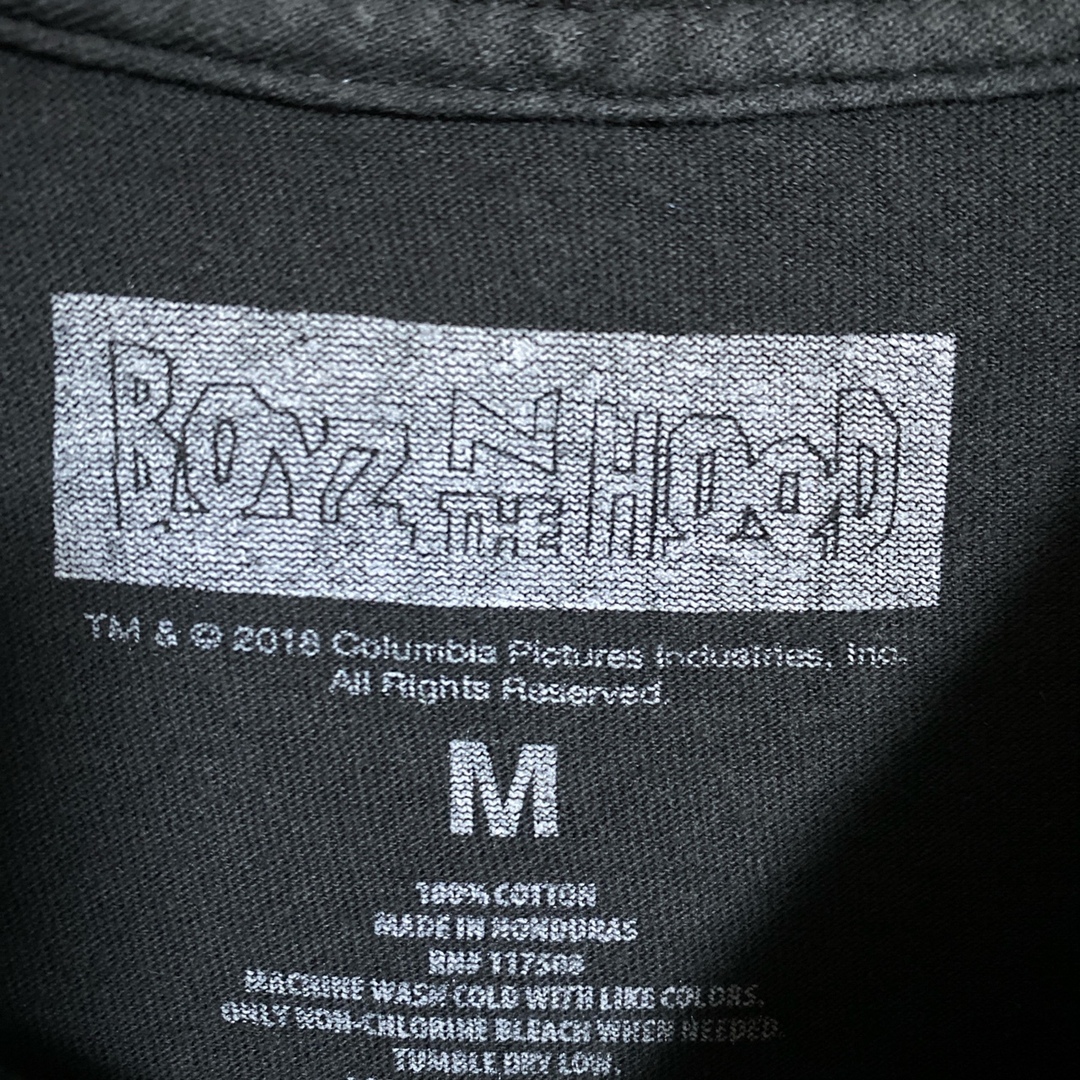 BOYZ N THE HOOD
TM & © 2018 Columbia Pictures Industries, Inc.
All Rights Reserved.
M
100% COTTON
MADE IN HONDURAS
RN#
MACHINE WASH COLD WITH LIKE COLORS.
ONLY NON-CHLORINE BLEACH WHEN NEEDED.
TUMBLE DRY LOW.